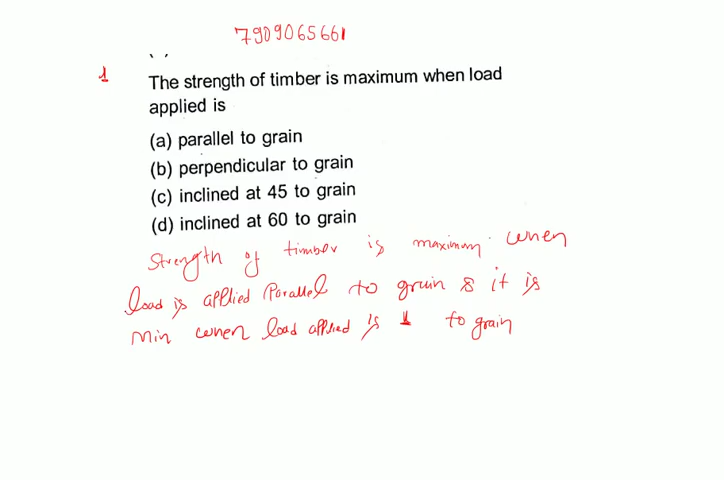 7909065661
1
The strength of timber is maximum when load
applied is
(a) parallel to grain
(b) perpendicular to grain
(c) inclined at 45 to grain
(d) inclined at 60 to grain
Strength of timber is maximum when
load is applied Parallel to grain & it is
Min when load applied is ⊥ to grain